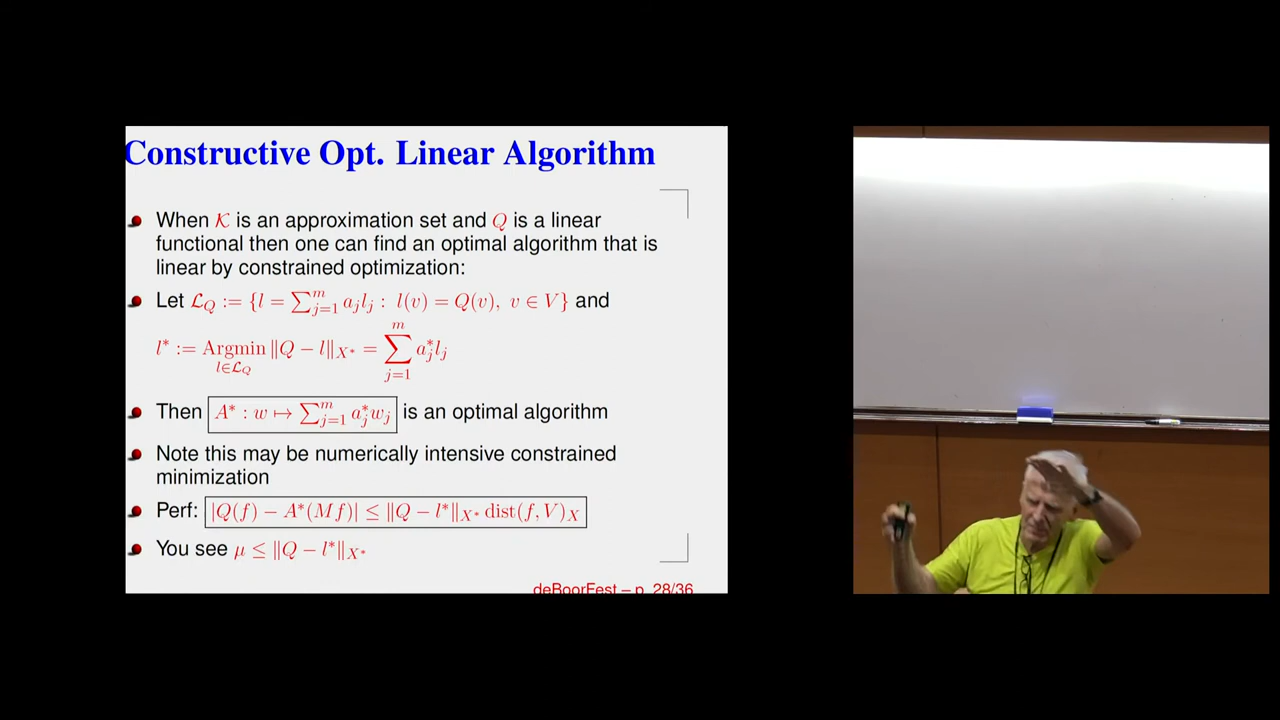 Constructive Opt. Linear Algorithm
When K is an approximation set and Q is a linear
functional then one can find an optimal algorithm that is
linear by constrained optimization:
Let ℒ_Q := {l = ∑_{j=1}^{m} a_j l_j : l(v) = Q(v), v ∈ V} and
l* := Argmin_{l∈ℒ_Q} ‖Q − l‖_{X*} = ∑_{j=1}^{m} a_j^* l_j
Then A* : w ↦ ∑_{j=1}^{m} a_j^* w_j is an optimal algorithm
Note this may be numerically intensive constrained
minimization
Perf: |Q(f) − A*(Mf)| ≤ ‖Q − l*‖_{X*} dist(f, V)_X
You see μ ≤ ‖Q − l*‖_{X*}
deBoorFest – p. 28/36